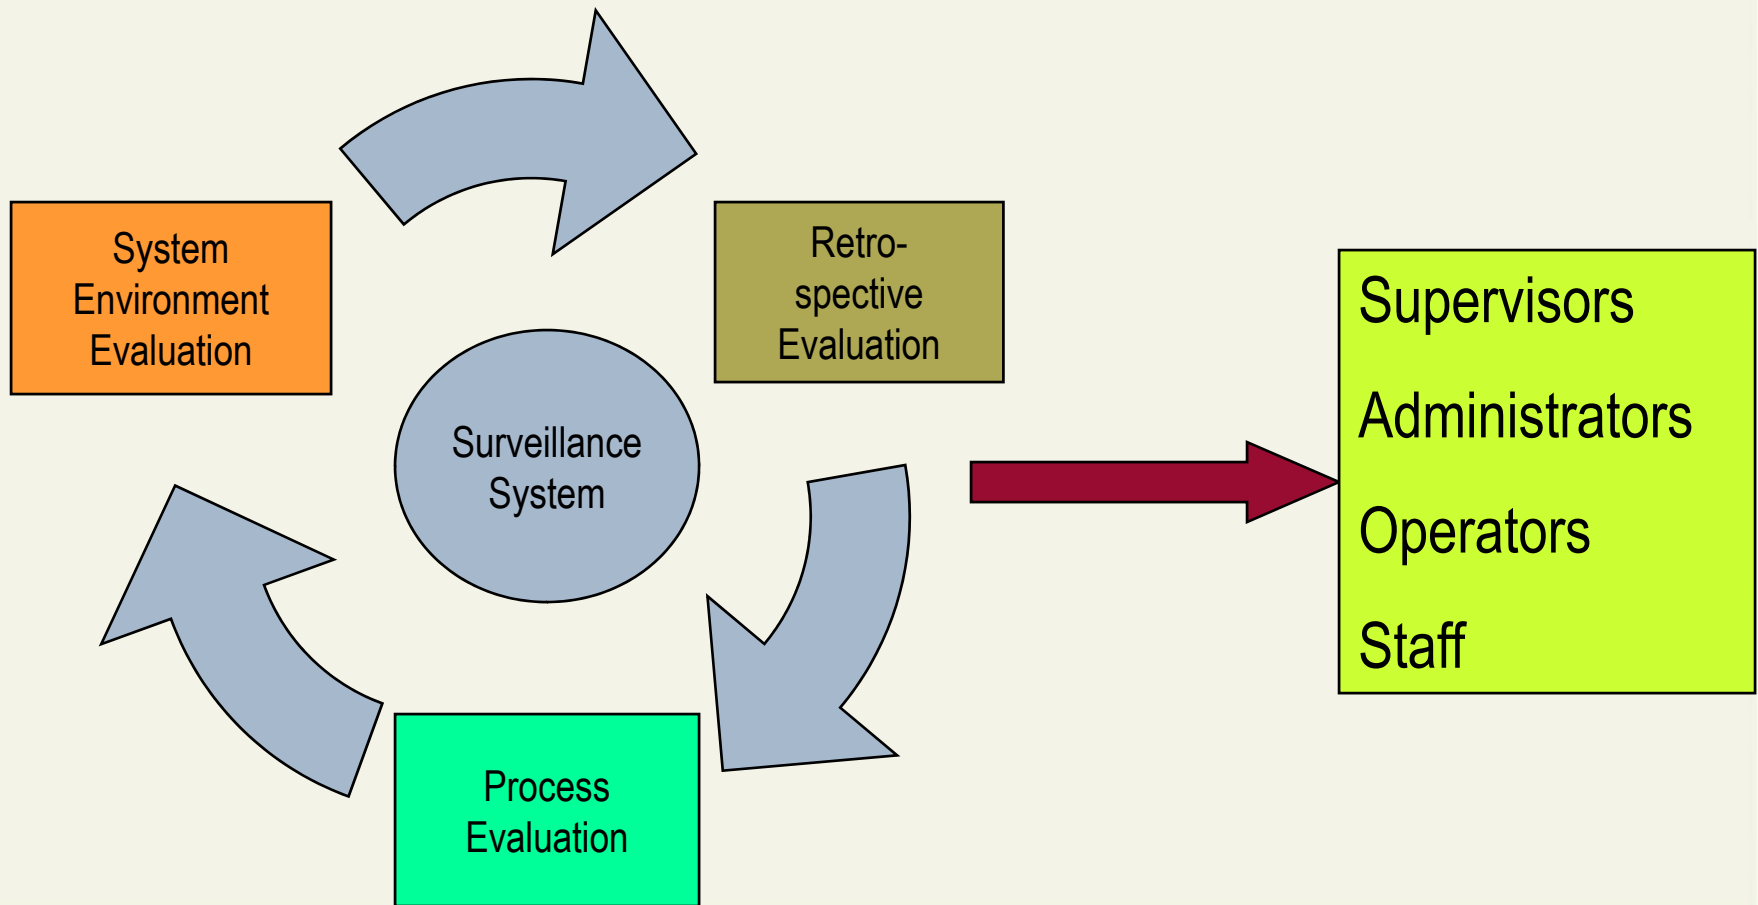 System
Environment
Evaluation
Retro-
spective
Evaluation
Surveillance
System
Process
Evaluation
Supervisors
Administrators
Operators
Staff